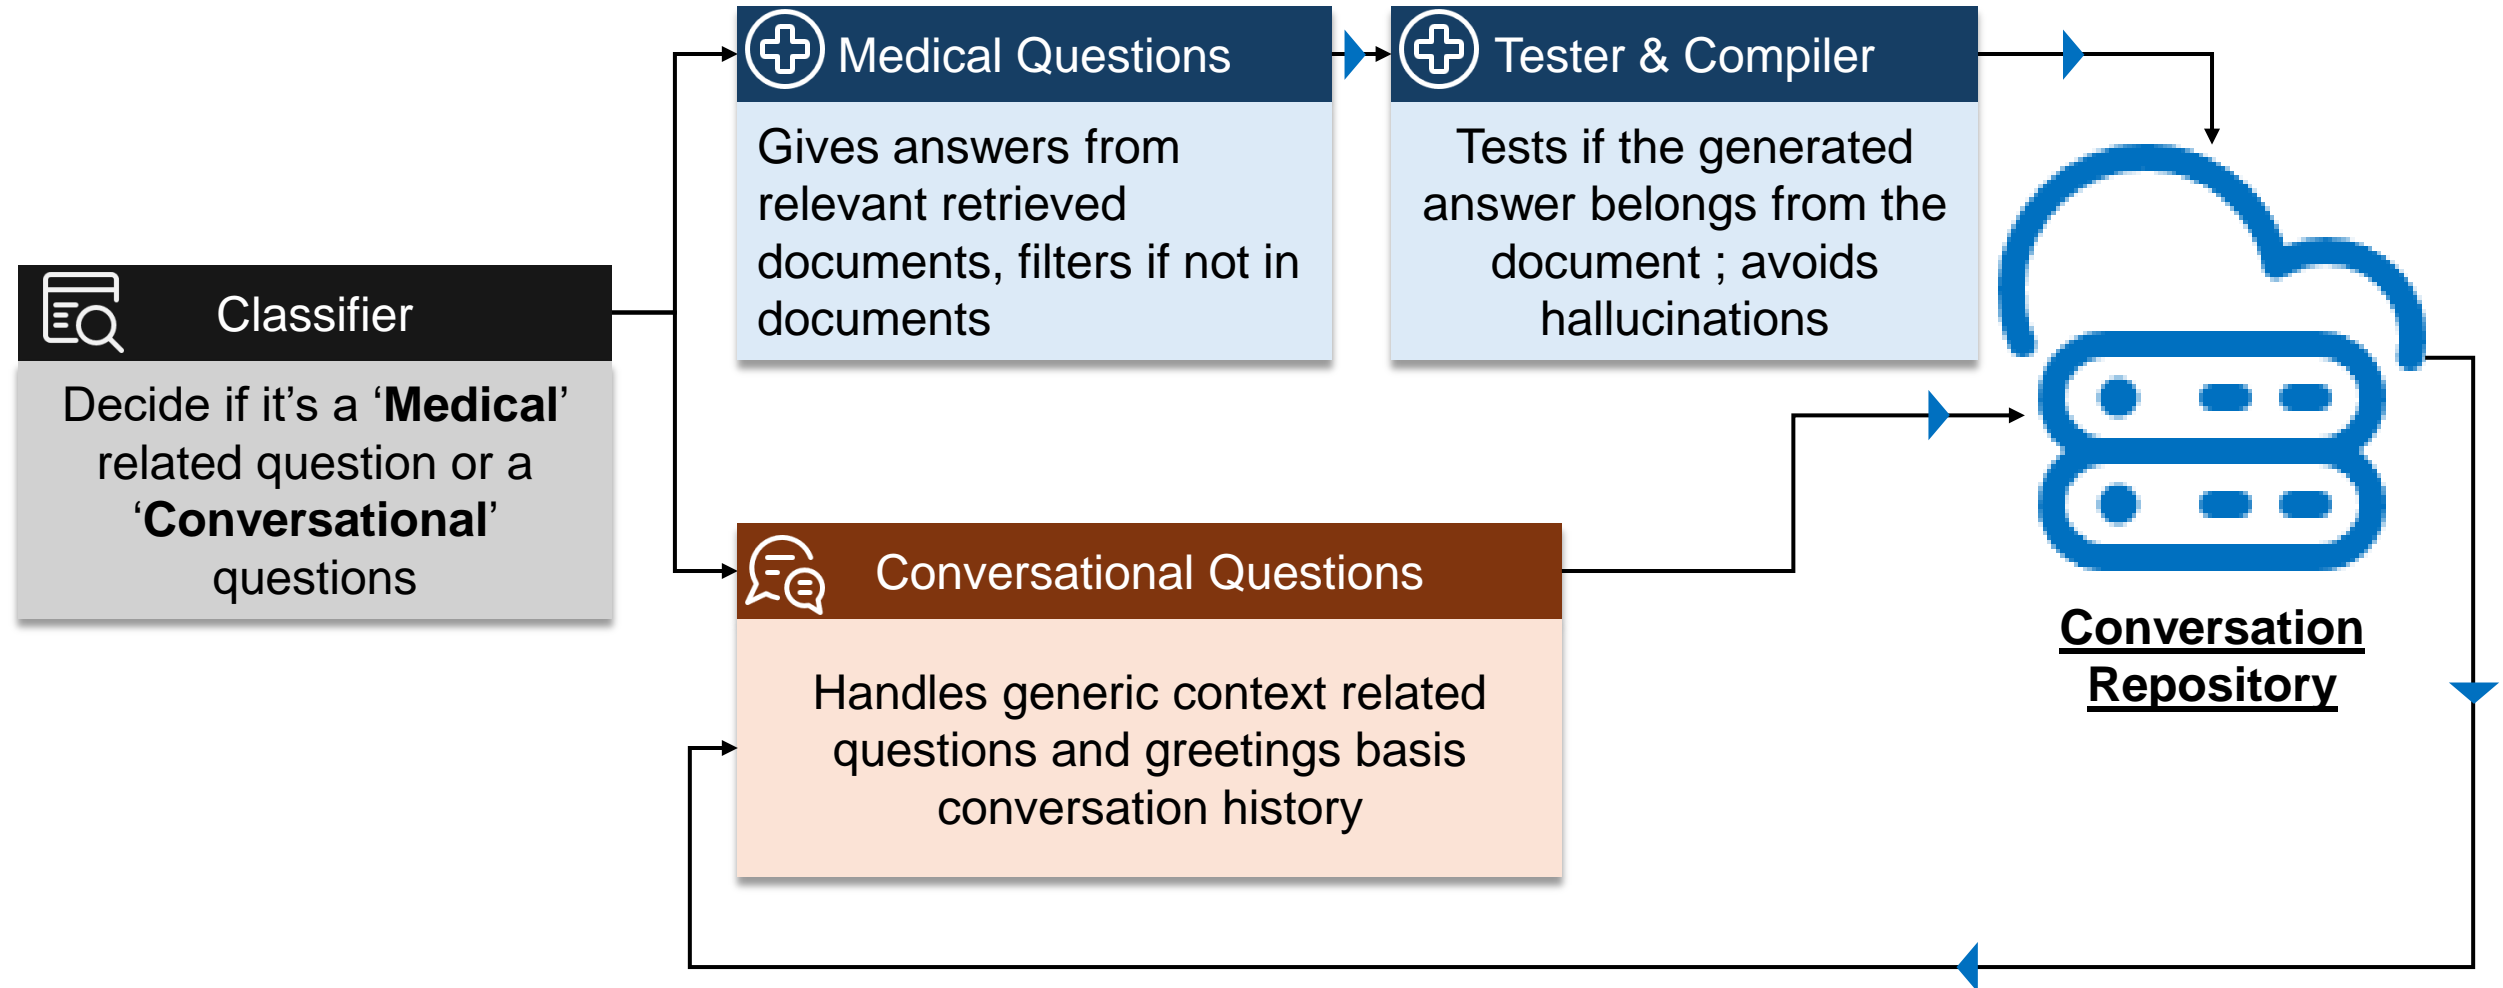 Classifier
Decide if it’s a ‘Medical’
related question or a
‘Conversational’
questions
Medical Questions
Gives answers from
relevant retrieved
documents, filters if not in
documents
Tester & Compiler
Tests if the generated
answer belongs from the
document ; avoids
hallucinations
Conversational Questions
Handles generic context related
questions and greetings basis
conversation history
Conversation
Repository